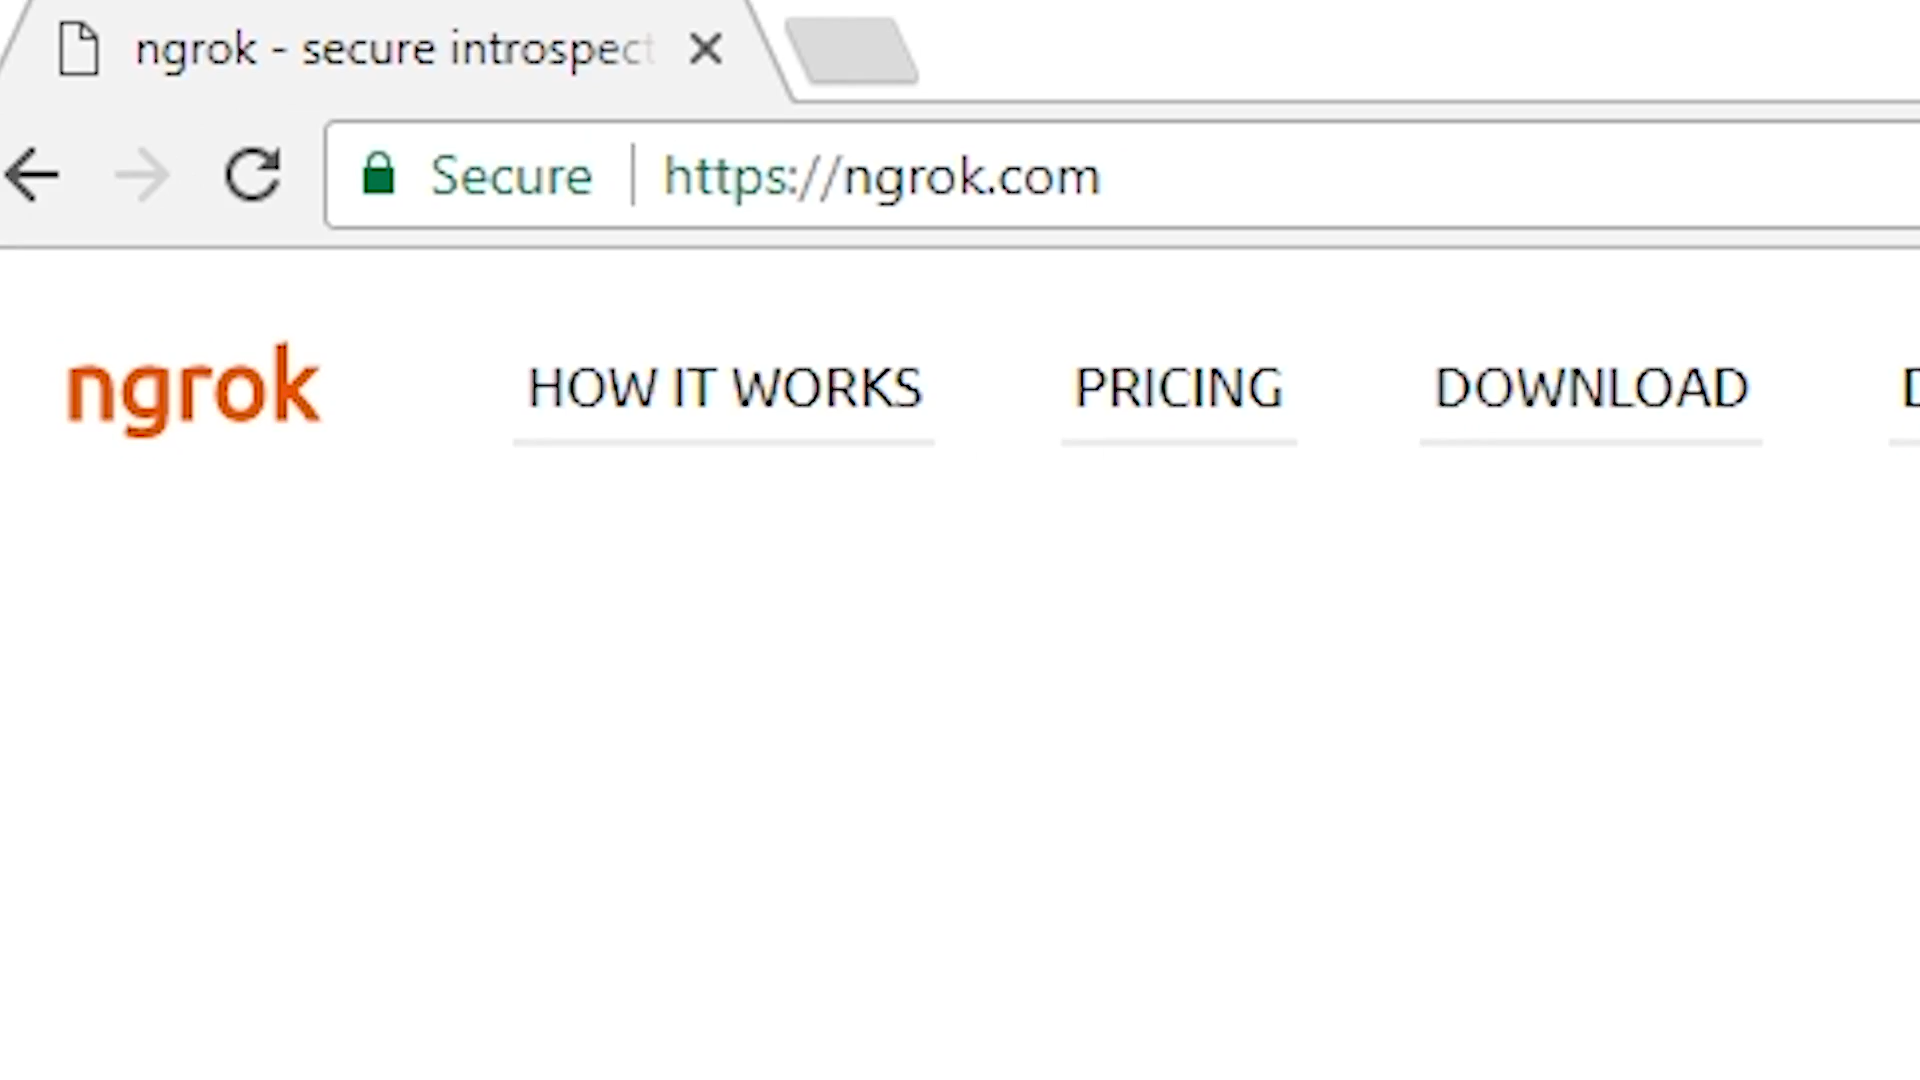 ngrok - secure introspect
Secure https://ngrok.com
ngrok HOW IT WORKS PRICING DOWNLOAD